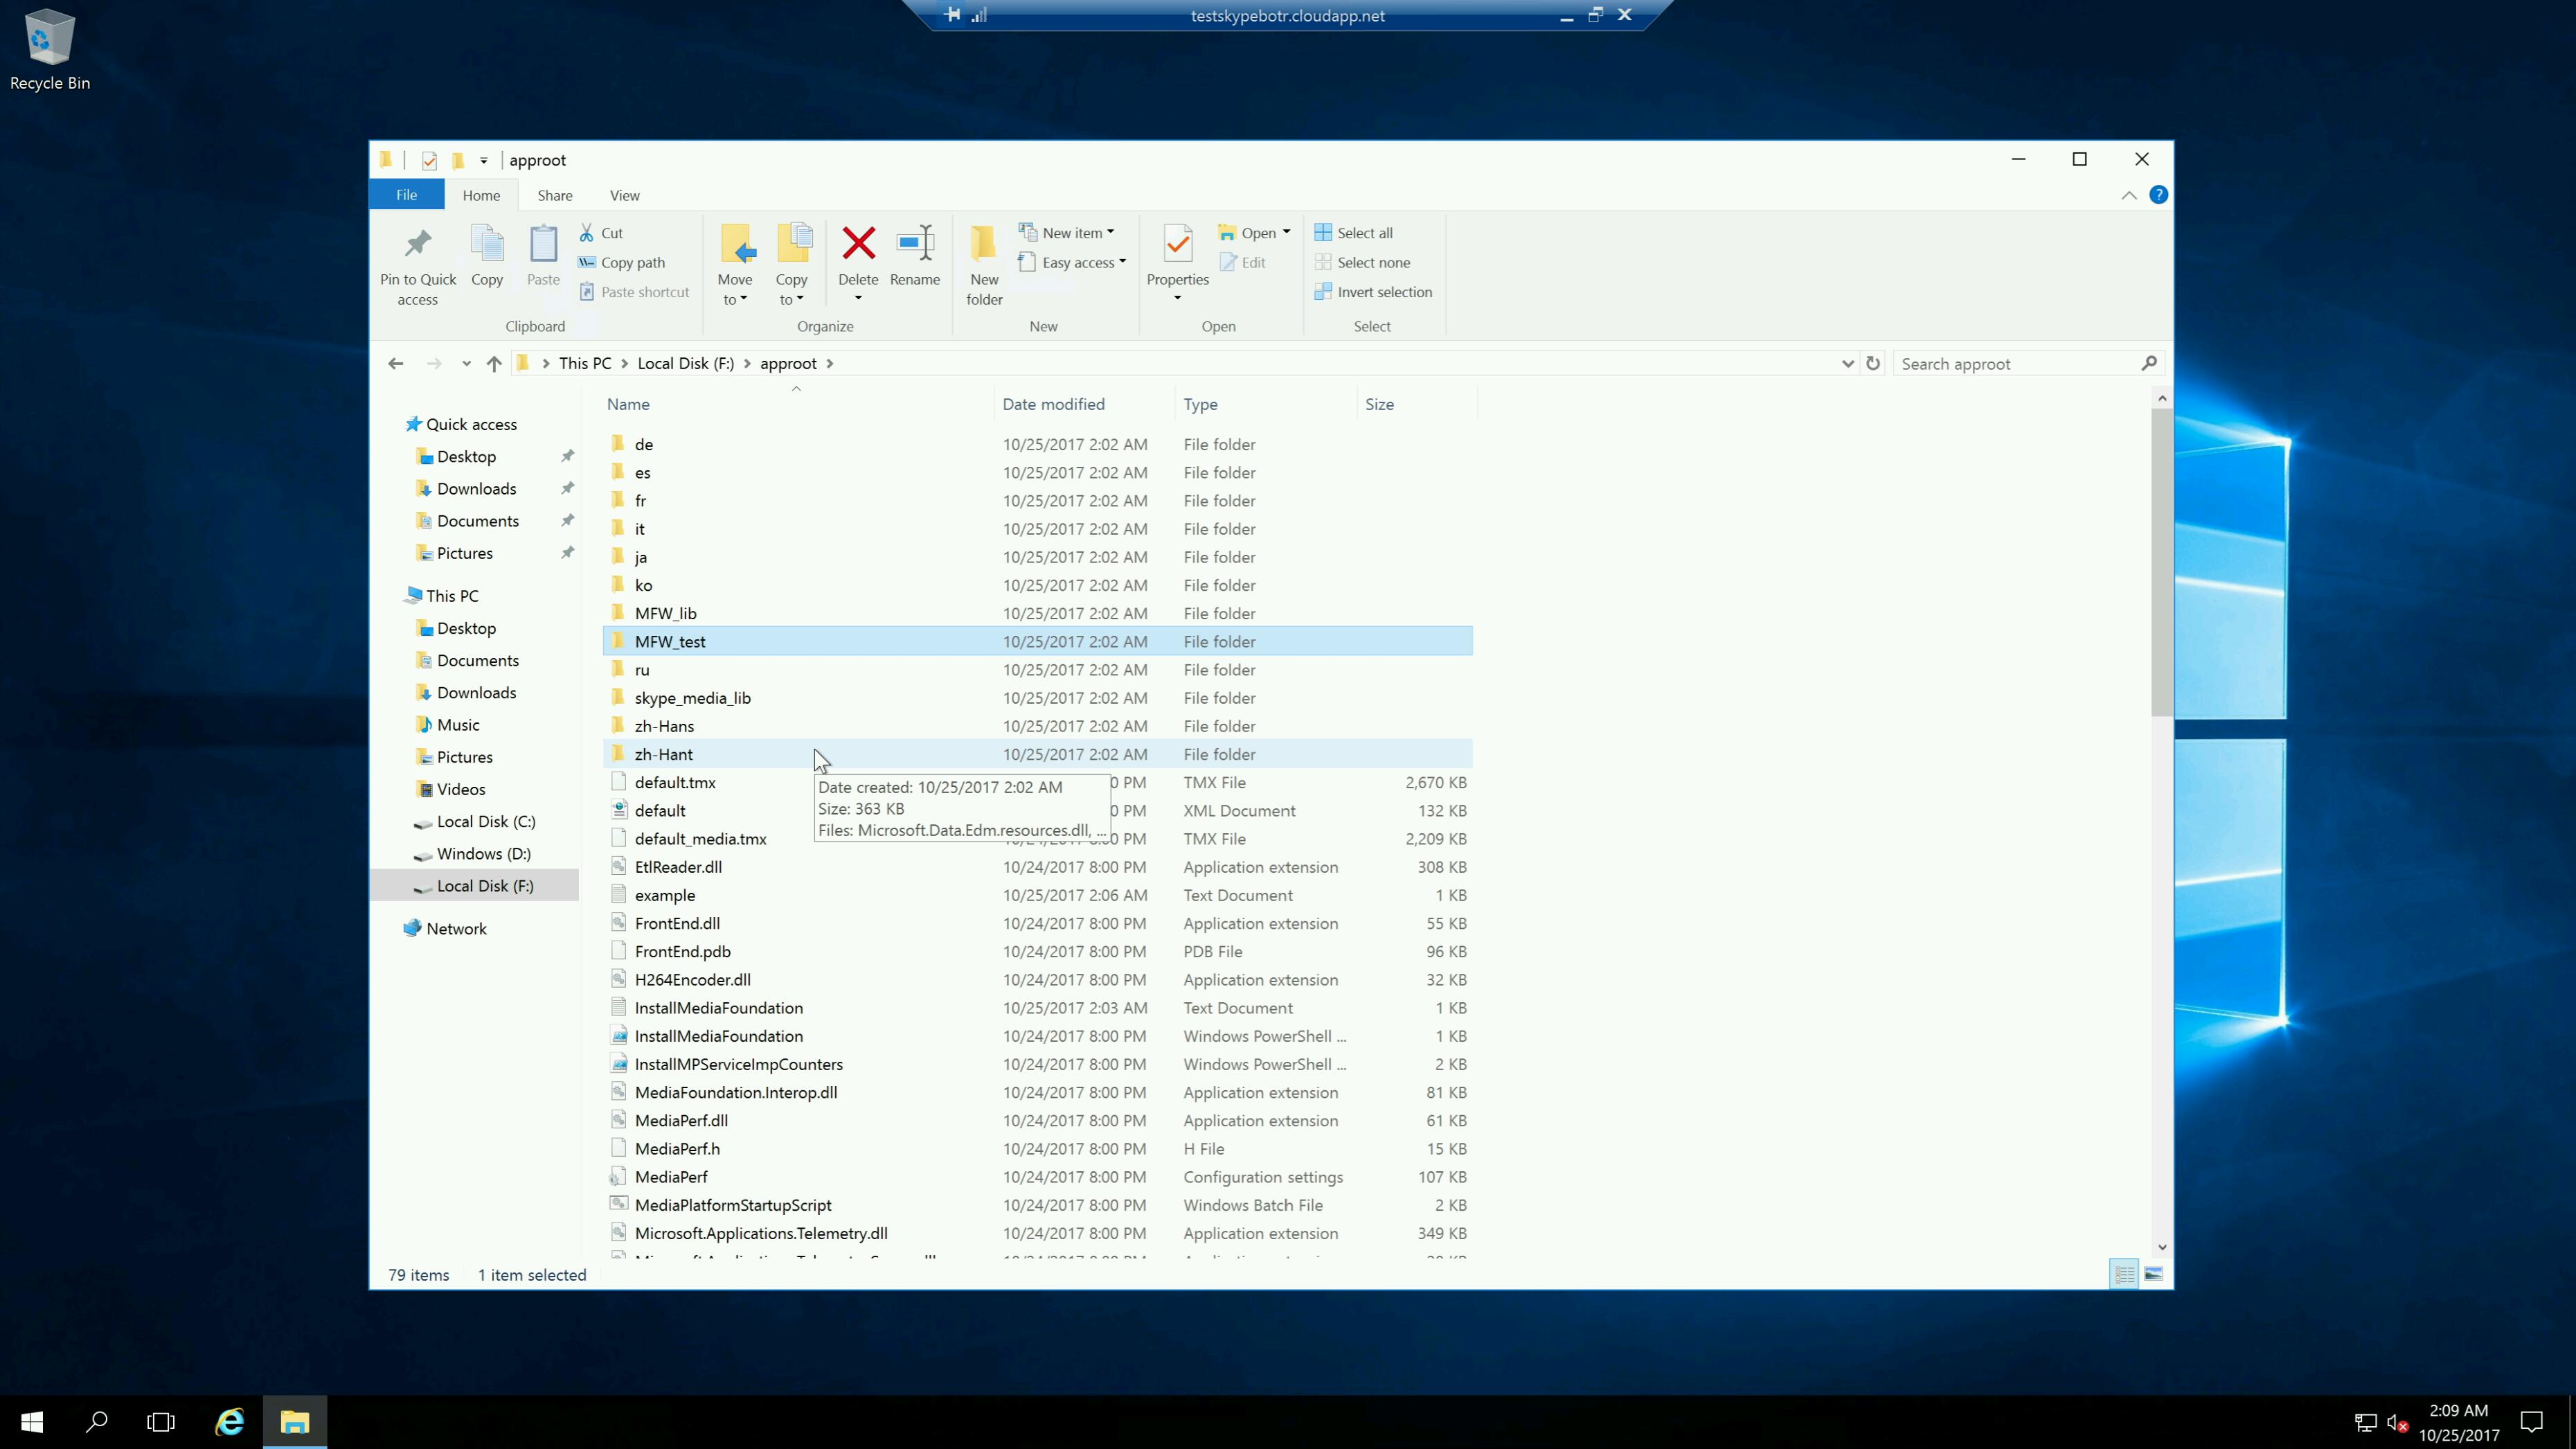 testskypebotr.cloudapp.net
Recycle Bin
approot
File
Home
Share
View
Pin to Quick access
Copy
Paste
Cut
Copy path
Paste shortcut
Clipboard
Move to
Copy to
Delete
Rename
Organize
New folder
New item
Easy access
New
Properties
Open
Edit
Open
Select all
Select none
Invert selection
Select
This PC > Local Disk (F:) > approot >
Search approot
Quick access
Desktop
Downloads
Documents
Pictures
This PC
Desktop
Documents
Downloads
Music
Pictures
Videos
Local Disk (C:)
Windows (D:)
Local Disk (F:)
Network
Name Date modified Type Size
de 10/25/2017 2:02 AM File folder
es 10/25/2017 2:02 AM File folder
fr 10/25/2017 2:02 AM File folder
it 10/25/2017 2:02 AM File folder
ja 10/25/2017 2:02 AM File folder
ko 10/25/2017 2:02 AM File folder
MFW_lib 10/25/2017 2:02 AM File folder
MFW_test 10/25/2017 2:02 AM File folder
ru 10/25/2017 2:02 AM File folder
skype_media_lib 10/25/2017 2:02 AM File folder
zh-Hans 10/25/2017 2:02 AM File folder
zh-Hant 10/25/2017 2:02 AM File folder
default.tmx 0 PM TMX File 2,670 KB
default 0 PM XML Document 132 KB
default_media.tmx PM TMX File 2,209 KB
Date created: 10/25/2017 2:02 AM
Size: 363 KB
Files: Microsoft.Data.Edm.resources.dll, ...
EtlReader.dll 10/24/2017 8:00 PM Application extension 308 KB
example 10/25/2017 2:06 AM Text Document 1 KB
FrontEnd.dll 10/24/2017 8:00 PM Application extension 55 KB
FrontEnd.pdb 10/24/2017 8:00 PM PDB File 96 KB
H264Encoder.dll 10/24/2017 8:00 PM Application extension 32 KB
InstallMediaFoundation 10/25/2017 2:03 AM Text Document 1 KB
InstallMediaFoundation 10/24/2017 8:00 PM Windows PowerShell ... 1 KB
InstallMPServiceImpCounters 10/24/2017 8:00 PM Windows PowerShell ... 2 KB
MediaFoundation.Interop.dll 10/24/2017 8:00 PM Application extension 81 KB
MediaPerf.dll 10/24/2017 8:00 PM Application extension 61 KB
MediaPerf.h 10/24/2017 8:00 PM H File 15 KB
MediaPerf 10/24/2017 8:00 PM Configuration settings 107 KB
MediaPlatformStartupScript 10/24/2017 8:00 PM Windows Batch File 2 KB
Microsoft.Applications.Telemetry.dll 10/24/2017 8:00 PM Application extension 349 KB
79 items 1 item selected
2:09 AM
10/25/2017